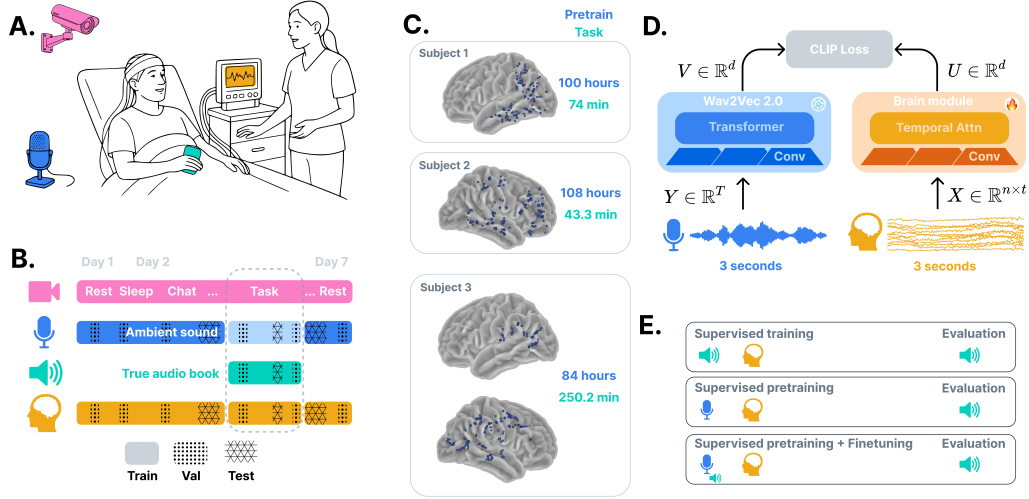 A.
B.
Day 1
Day 2
Day 7
Rest
Sleep
Chat
...
Task
... Rest
Ambient sound
True audio book
Train
Val
Test
C.
Pretrain
Task
Subject 1
100 hours
74 min
Subject 2
108 hours
43.3 min
Subject 3
84 hours
250.2 min
D.
CLIP Loss
V ∈ ℝ^d
U ∈ ℝ^d
Wav2Vec 2.0
Transformer
Conv
Brain module
Temporal Attn
Conv
Y ∈ ℝ^T
X ∈ ℝ^{n×t}
3 seconds
3 seconds
E.
Supervised training
Evaluation
Supervised pretraining
Evaluation
Supervised pretraining + Finetuning
Evaluation